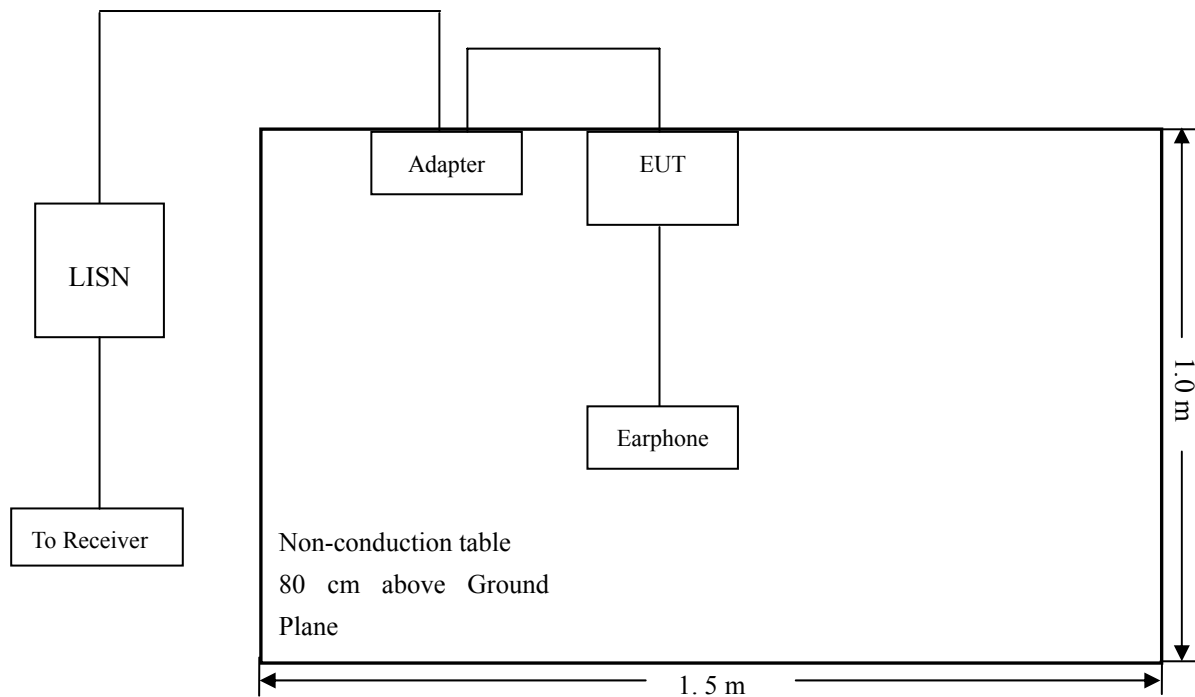 Adapter
EUT
LISN
Earphone
To Receiver
Non-conduction table
80 cm above Ground
Plane
1.0 m
1. 5 m